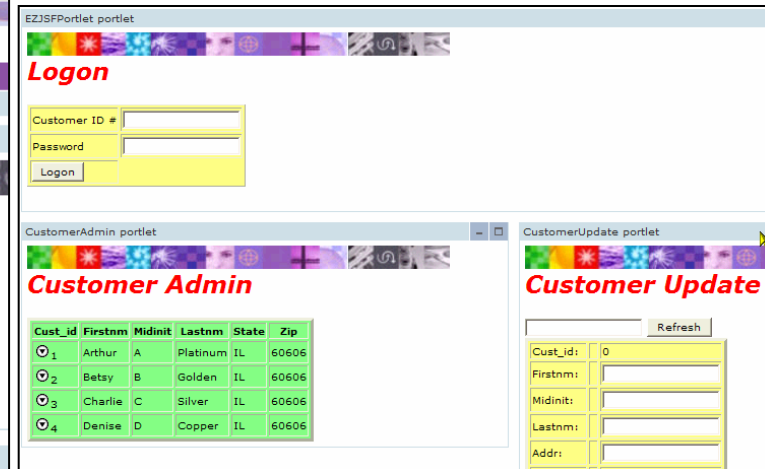 EZJSFPortlet portlet
Logon
Customer ID #
Password
Logon
CustomerAdmin portlet
Customer Admin
Cust_id Firstnm Midinit Lastnm State Zip
1 Arthur A Platinum IL 60606
2 Betsy B Golden IL 60606
3 Charlie C Silver IL 60606
4 Denise D Copper IL 60606
CustomerUpdate portlet
Customer Update
Refresh
Cust_id: 0
Firstnm:
Midinit:
Lastnm:
Addr: